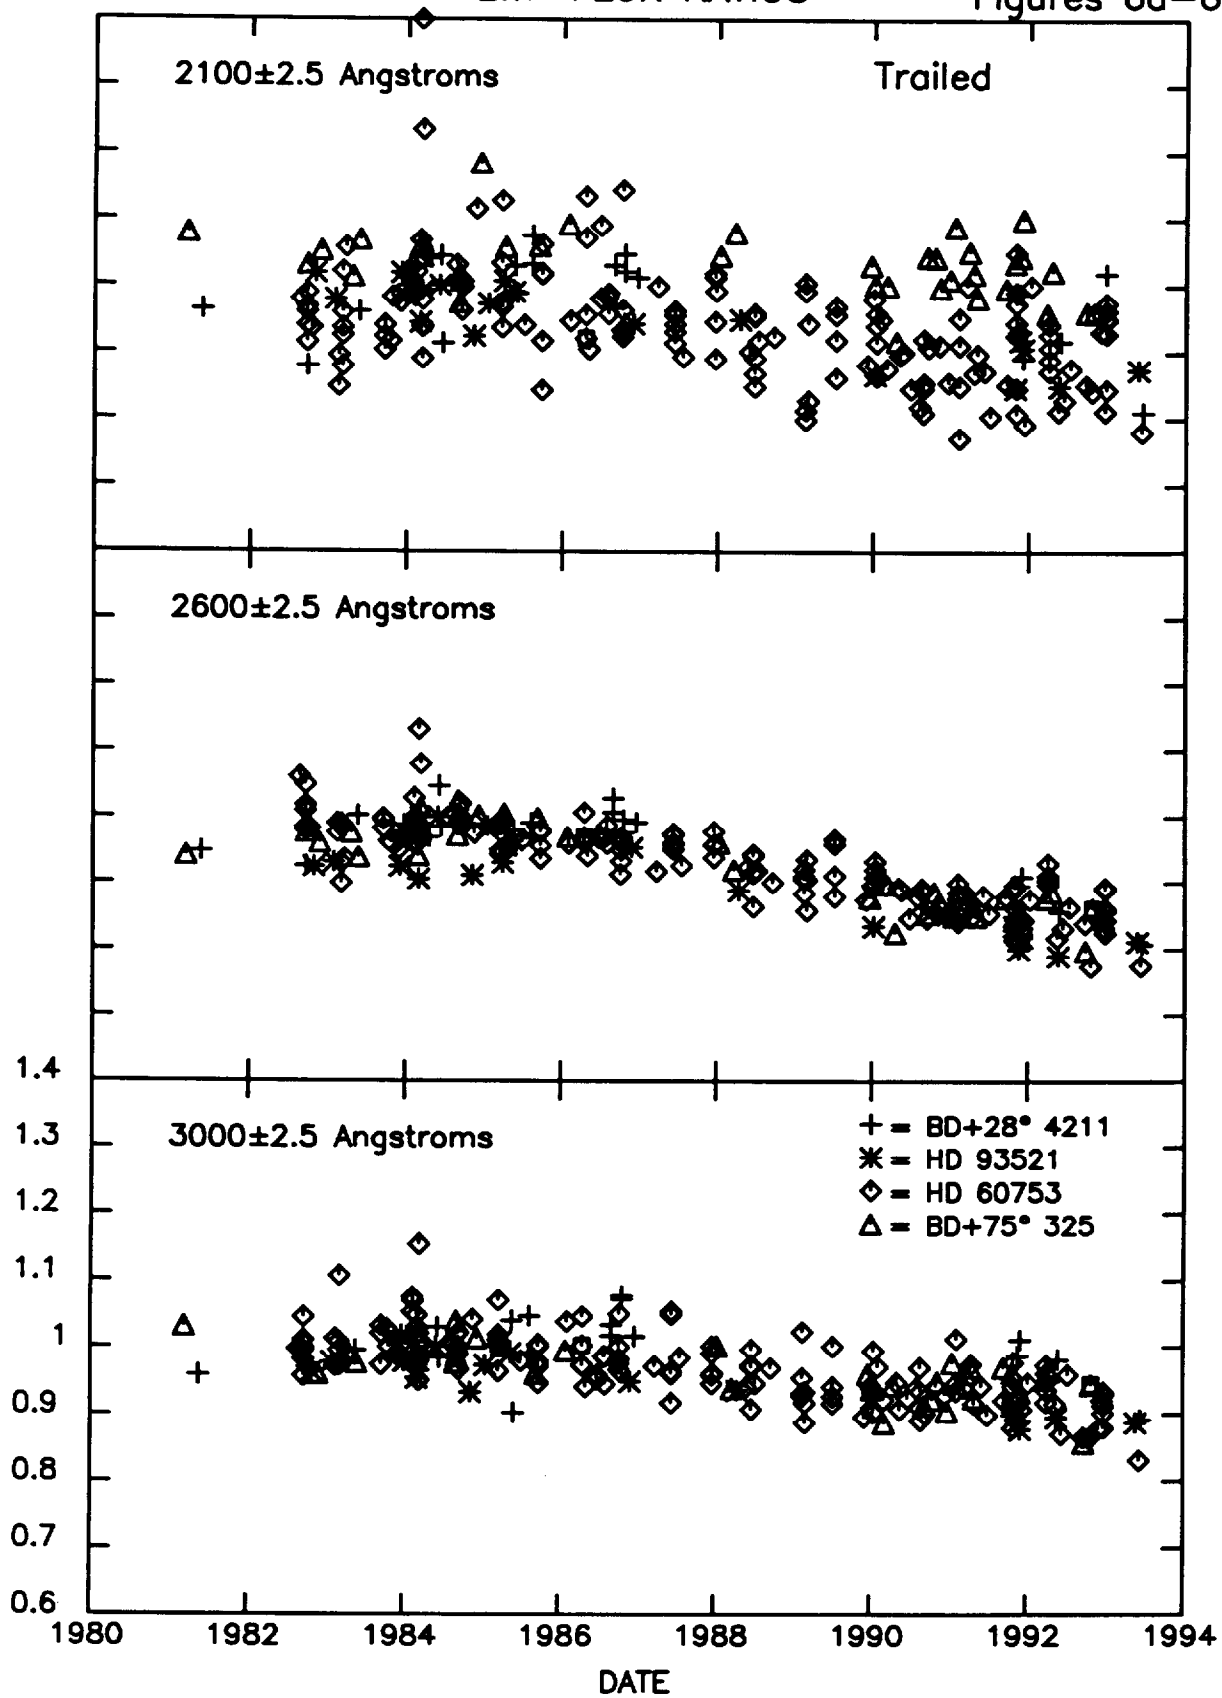 Figures
2100±2.5 Angstroms Trailed
2600±2.5 Angstroms
1.4
1.3
3000±2.5 Angstroms
+ = BD+28° 4211
✳ = HD 93521
◇ = HD 60753
△ = BD+75° 325
1.2
1.1
1
0.9
0.8
0.7
0.6
1980 1982 1984 1986 1988 1990 1992 1994
DATE